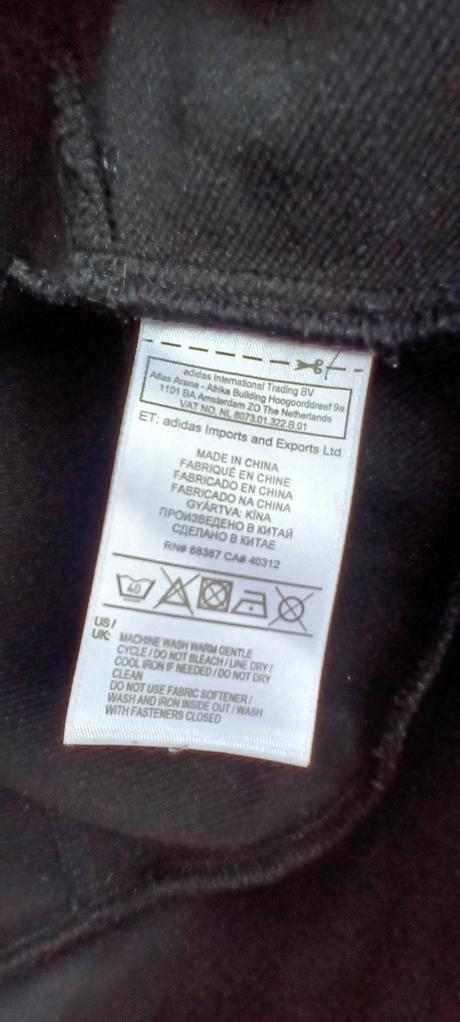 adidas International Trading BV
Atlas Arena - Afrika Building Hoogoorddreef 9a
1101 BA Amsterdam ZO The Netherlands
VAT NO. NL 8073.01.322.B.01
ET: adidas Imports and Exports Ltd
MADE IN CHINA
FABRIQUÉ EN CHINE
FABRICADO EN CHINA
FABRICADO NA CHINA
GYÁRTVA: KÍNA
ПРОИЗВЕДЕНО В КИТАЙ
СДЕЛАНО В КИТАЕ
RN# 88387 CA# 40312
40
US /
UK: MACHINE WASH WARM GENTLE
CYCLE / DO NOT BLEACH / LINE DRY /
COOL IRON IF NEEDED / DO NOT DRY
CLEAN
DO NOT USE FABRIC SOFTENER /
WASH AND IRON INSIDE OUT / WASH
WITH FASTENERS CLOSED